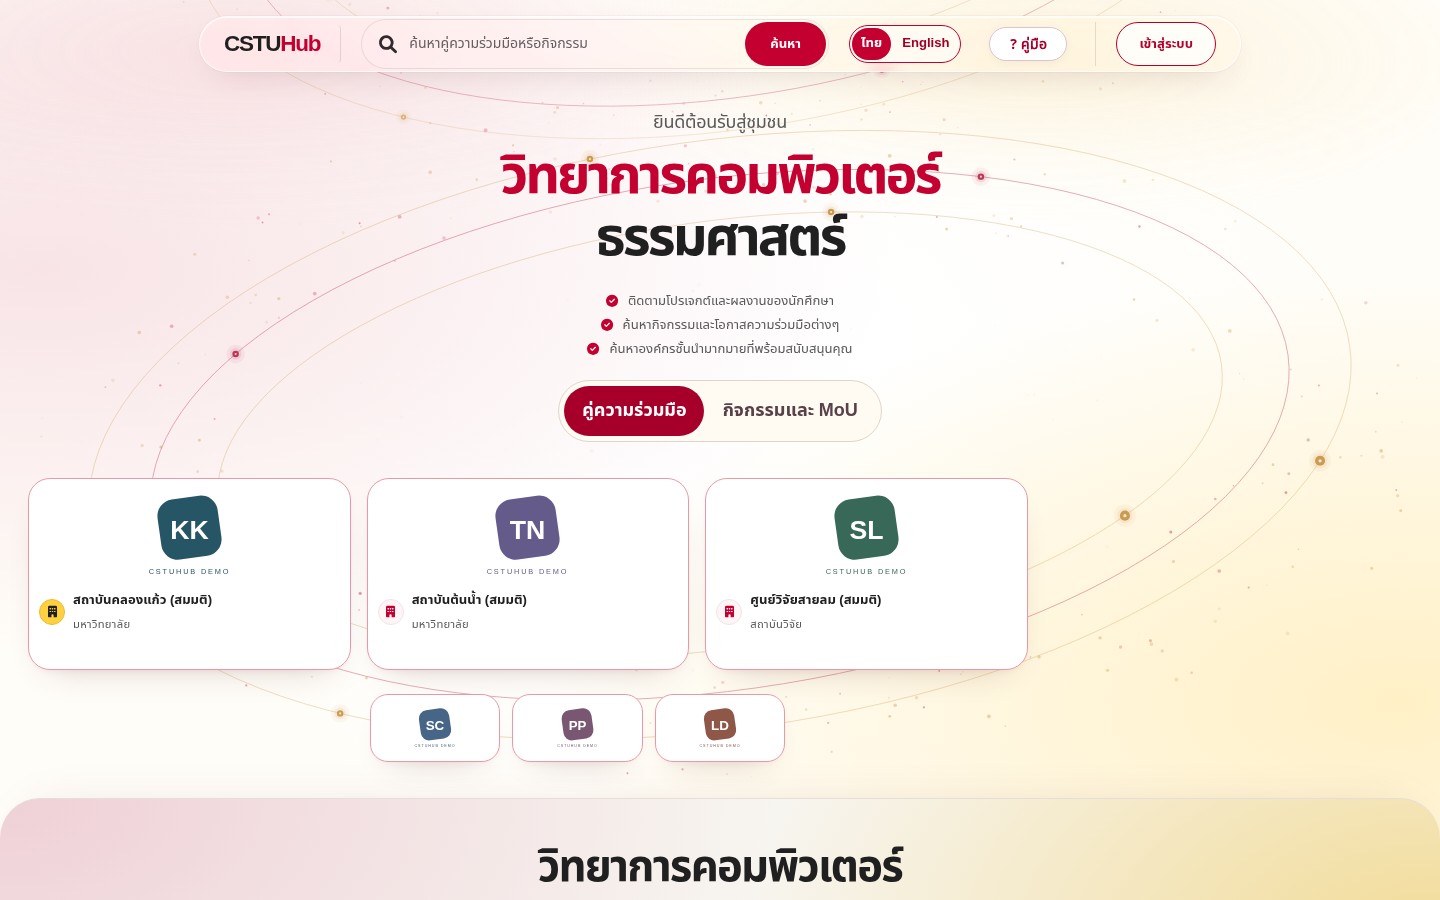 CSTUHub
ค้นหาคู่ความร่วมมือหรือกิจกรรม
ค้นหา
ไทย
English
? คู่มือ
เข้าสู่ระบบ
ยินดีต้อนรับสู่ชุมชน
วิทยาการคอมพิวเตอร์
ธรรมศาสตร์
ติดตามโปรเจกต์และผลงานของนักศึกษา
ค้นหากิจกรรมและโอกาสความร่วมมือต่างๆ
ค้นหาองค์กรชั้นนำมากมายที่พร้อมสนับสนุนคุณ
คู่ความร่วมมือ
กิจกรรมและ MoU
KK
CSTUHUB DEMO
สถาบันคลองแก้ว (สมมติ)
มหาวิทยาลัย
TN
CSTUHUB DEMO
สถาบันต้นน้ำ (สมมติ)
มหาวิทยาลัย
SL
CSTUHUB DEMO
ศูนย์วิจัยสายลม (สมมติ)
สถาบันวิจัย
SC
CSTUHUB DEMO
PP
CSTUHUB DEMO
LD
CSTUHUB DEMO
วิทยาการคอมพิวเตอร์